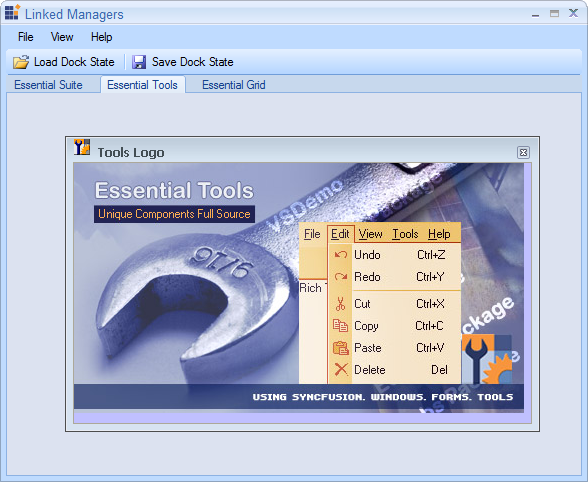 Linked Managers
File View Help
Load Dock State Save Dock State
Essential Suite Essential Tools Essential Grid
Tools Logo
Essential Tools
Unique Components Full Source
VSDemo
9/16
File Edit View Tools Help
Undo Ctrl+Z
Redo Ctrl+Y
Rich
Cut Ctrl+X
Copy Ctrl+C
Paste Ctrl+V
Delete Del
USING SYNCFUSION. WINDOWS. FORMS. TOOLS